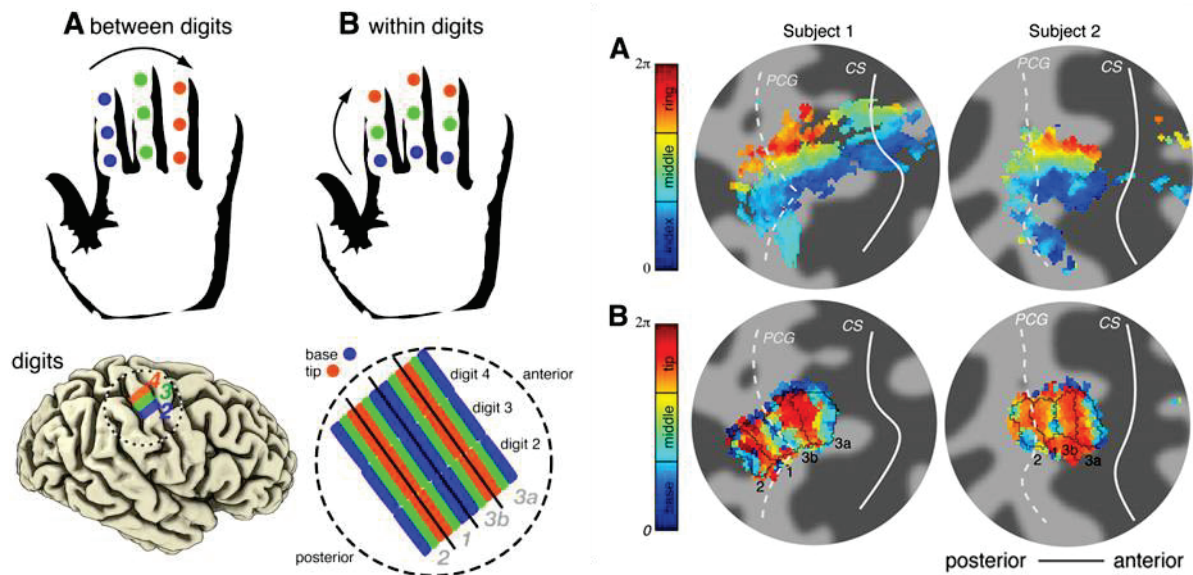 A between digits
B within digits
digits
4
3
2
base
tip
digit 4
anterior
digit 3
digit 2
3a
3b
1
2
posterior
Subject 1
Subject 2
A
2π
ring
middle
index
0
PCG
CS
PCG
CS
B
2π
tip
middle
base
0
PCG
CS
3a
3b
1
2
PCG
CS
2
3b
3a
posterior anterior